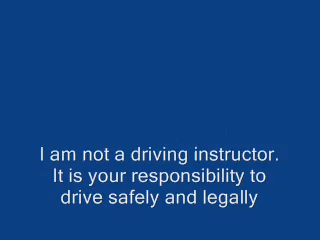 I am not a driving instructor.
It is your responsibility to
drive safely and legally